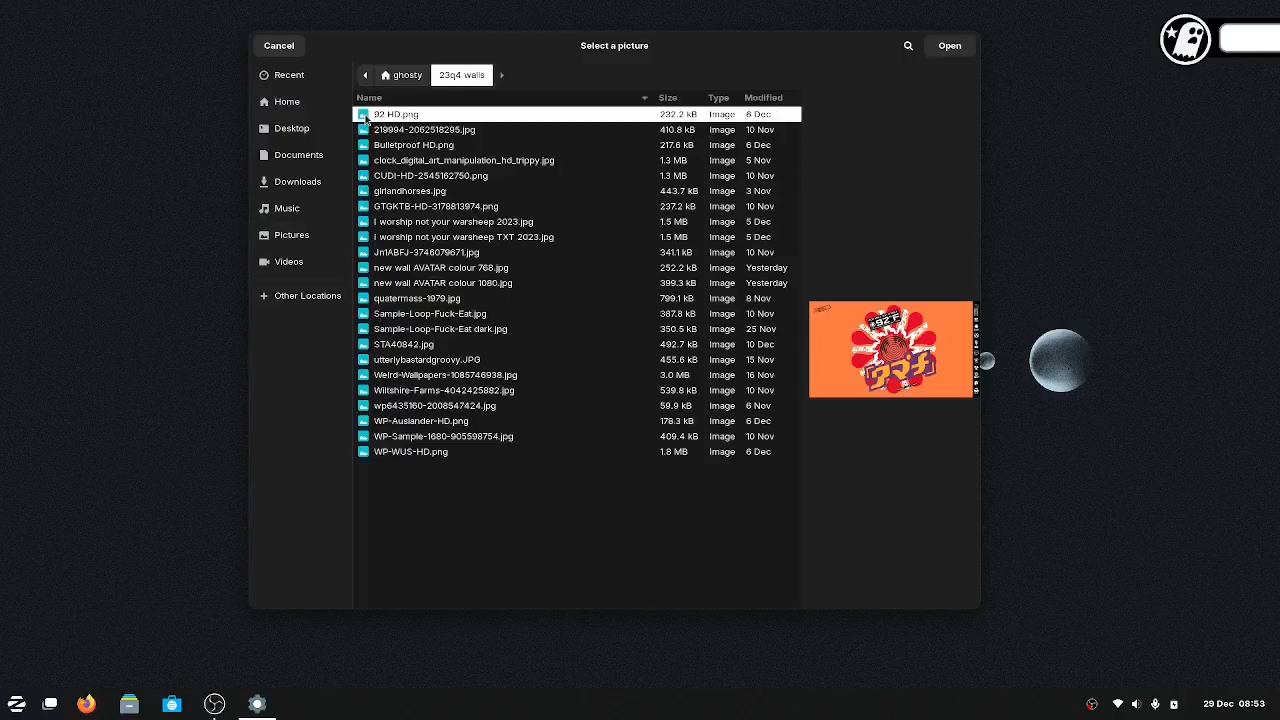 Cancel
Select a picture
Open
Recent
Home
Desktop
Documents
Downloads
Music
Pictures
Videos
Other Locations
ghosty
23q4 walls
Name Size Type Modified
92 HD.png 232.2 kB Image 6 Dec
219994-2062518295.jpg 410.8 kB Image 10 Nov
Bulletproof HD.png 217.6 kB Image 6 Dec
clock_digital_art_manipulation_hd_trippy.jpg 1.3 MB Image 5 Nov
CUDI-HD-2545162750.png 1.3 MB Image 10 Nov
girlandhorses.jpg 443.7 kB Image 3 Nov
GTGKTB-HD-3178813974.png 237.2 kB Image 10 Nov
I worship not your warsheep 2023.jpg 1.5 MB Image 5 Dec
I worship not your warsheep TXT 2023.jpg 1.5 MB Image 5 Dec
Jn1ABFJ-3746079671.jpg 341.1 kB Image 10 Nov
new wall AVATAR colour 768.jpg 252.2 kB Image Yesterday
new wall AVATAR colour 1080.jpg 399.3 kB Image Yesterday
quatermass-1979.jpg 799.1 kB Image 8 Nov
Sample-Loop-Fuck-Eat.jpg 387.8 kB Image 10 Nov
Sample-Loop-Fuck-Eat dark.jpg 350.5 kB Image 25 Nov
STA40842.jpg 492.7 kB Image 10 Dec
utterlybastardgroovy.JPG 455.6 kB Image 15 Nov
Weird-Wallpapers-1085746938.jpg 3.0 MB Image 16 Nov
Wiltshire-Farms-4042425882.jpg 539.8 kB Image 10 Nov
wp6435160-2008547424.jpg 59.9 kB Image 6 Nov
WP-Auslander-HD.png 178.3 kB Image 6 Dec
WP-Sample-1680-905598754.jpg 409.4 kB Image 10 Nov
WP-WUS-HD.png 1.8 MB Image 6 Dec
29 Dec 08:53